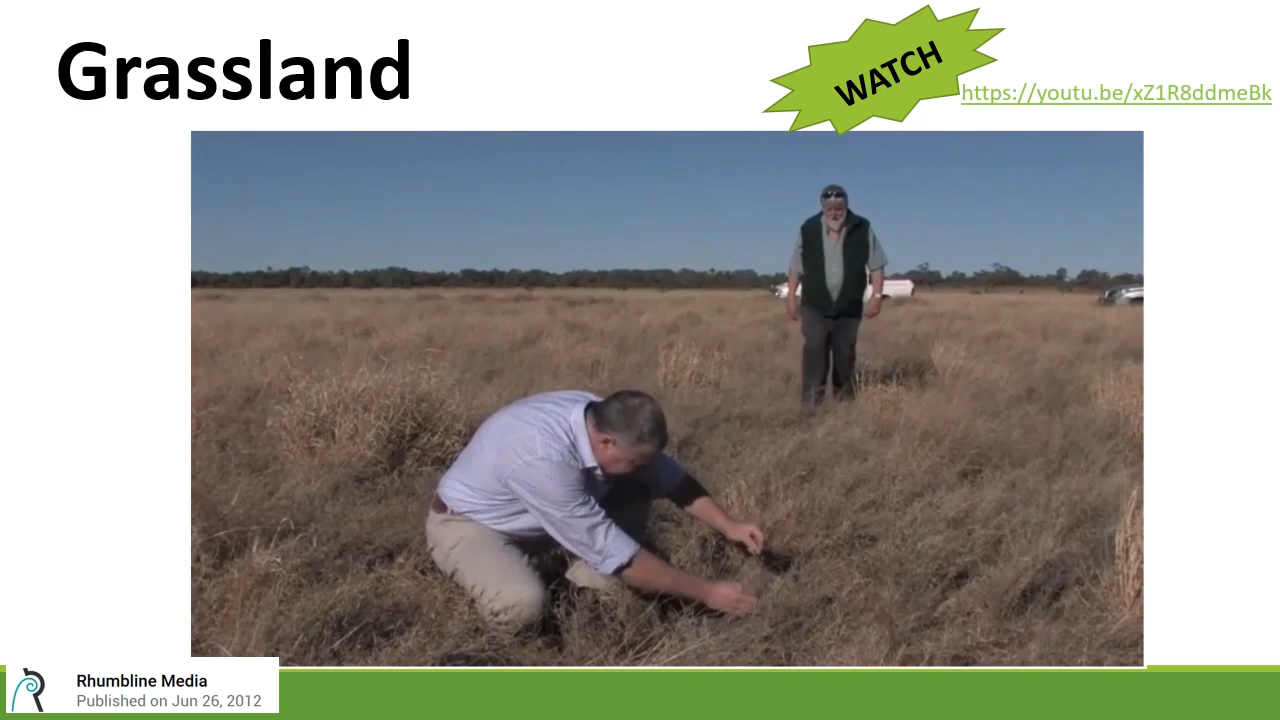 Grassland
WATCH
https://youtu.be/xZ1R8ddmeBk
Rhumbline Media
Published on Jun 26, 2012